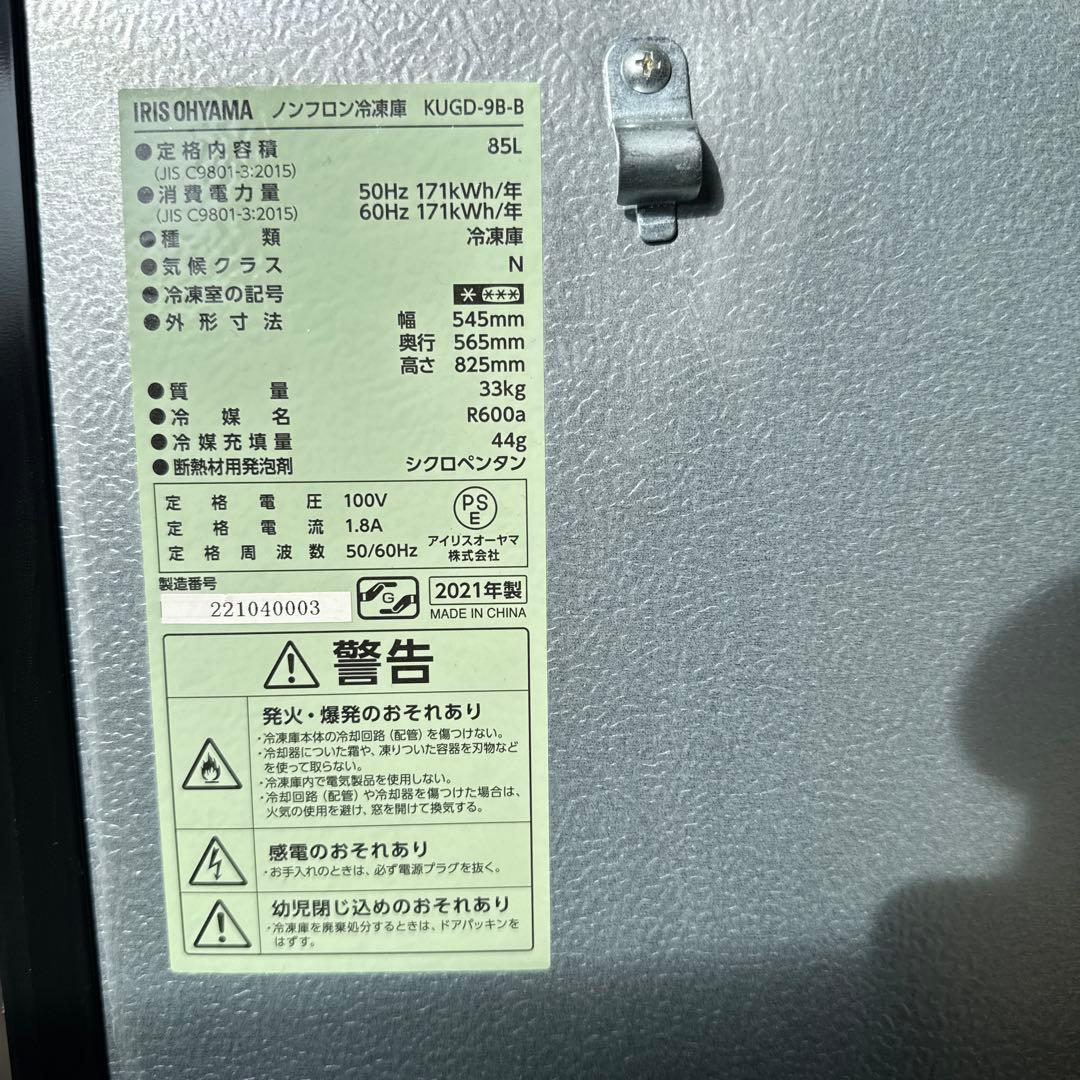 IRIS OHYAMA ノンフロン冷凍庫 KUGD-9B-B
●定格内容積 85L
(JIS C9801-3:2015)
●消費電力量 50Hz 171kWh/年
(JIS C9801-3:2015) 60Hz 171kWh/年
●種類 冷凍庫
●気候クラス N
●冷凍室の記号 * ***
●外形寸法 幅 545mm
奥行 565mm
高さ 825mm
●質量 33kg
●冷媒名 R600a
●冷媒充填量 44g
●断熱材用発泡剤 シクロペンタン
定格電圧 100V
定格電流 1.8A
定格周波数 50/60Hz
PSE
アイリスオーヤマ
株式会社
製造番号
221040003
G
2021年製
MADE IN CHINA
警告
発火・爆発のおそれあり
・冷凍庫本体の冷却回路(配管)を傷つけない。
・冷却器についた霜や、凍りついた容器を刃物など
を使って取らない。
・冷凍庫内で電気製品を使用しない。
・冷却回路(配管)や冷却器を傷つけた場合は、
火気の使用を避け、窓を開けて換気する。
感電のおそれあり
・お手入れのときは、必ず電源プラグを抜く。
幼児閉じ込めのおそれあり
・冷凍庫を廃棄処分するときは、ドアパッキンを
はずす。